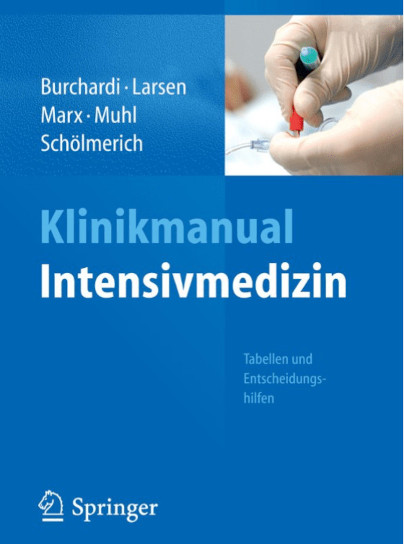 Burchardi · Larsen
Marx · Muhl
Schölmerich
Klinikmanual
Intensivmedizin
Tabellen und
Entscheidungs-
hilfen
Springer